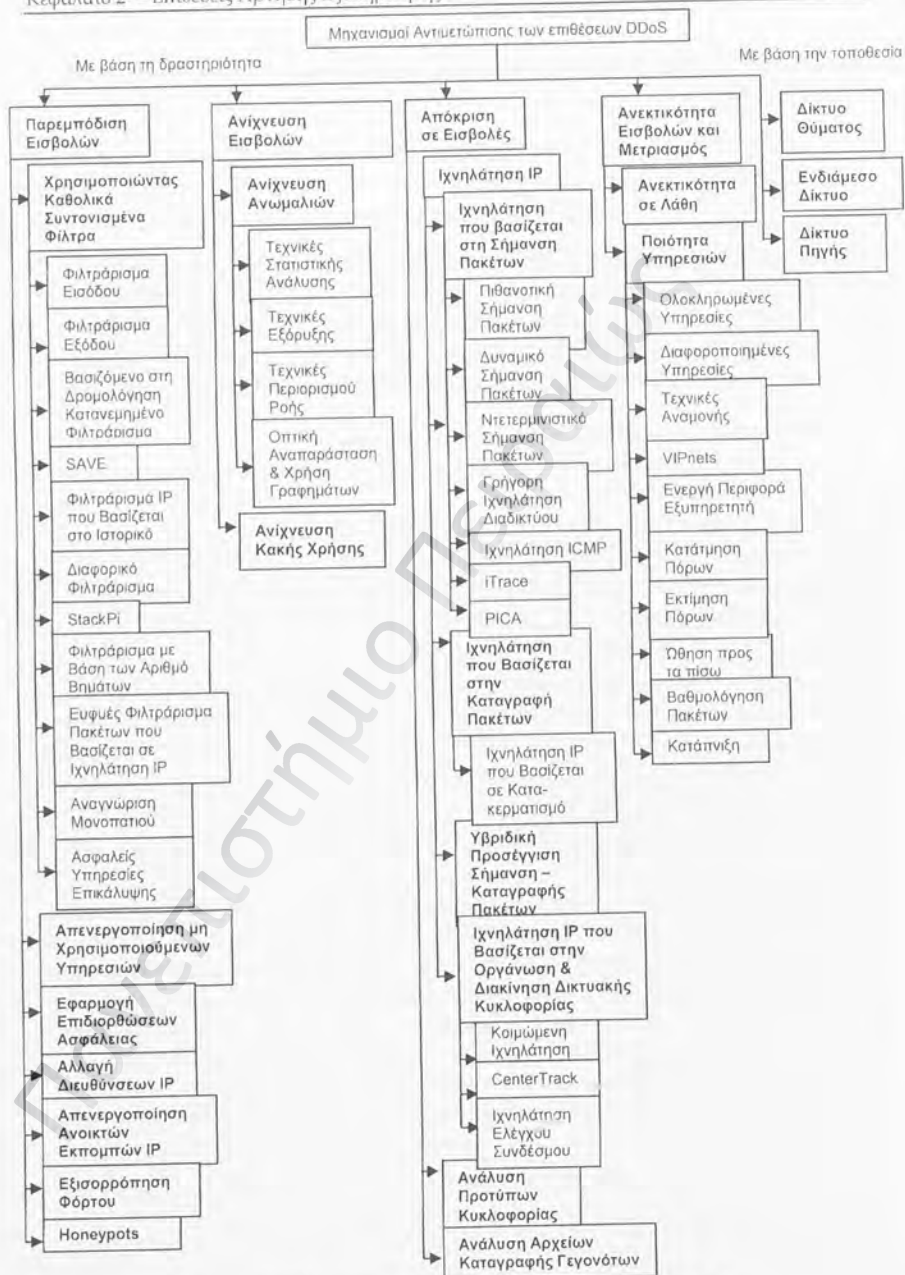 Μηχανισμοί Αντιμετώπισης των επιθέσεων DDoS
Με βάση τη δραστηριότητα
Με βάση την τοποθεσία
Παρεμπόδιση
Εισβολών
Χρησιμοποιώντας
Καθολικά
Συντονισμένα
Φίλτρα
Φιλτράρισμα
Εισόδου
Φιλτράρισμα
Εξόδου
Βασιζόμενο στη
Δρομολόγηση
Κατανεμημένο
Φιλτράρισμα
SAVE
Φιλτράρισμα IP
που Βασίζεται
στο Ιστορικό
Διαφορικό
Φιλτράρισμα
StackPi
Φιλτράρισμα με
Βάση των Αριθμό
Βημάτων
Ευφυές Φιλτράρισμα
Πακέτων που
Βασίζεται σε
Ιχνηλάτηση IP
Αναγνώριση
Μονοπατιού
Ασφαλείς
Υπηρεσίες
Επικάλυψης
Απενεργοποίηση μη
Χρησιμοποιούμενων
Υπηρεσιών
Εφαρμογή
Επιδιορθώσεων
Ασφάλειας
Αλλαγή
Διευθύνσεων IP
Απενεργοποίηση
Ανοικτών
Εκπομπών IP
Εξισορρόπηση
Φόρτου
Honeypots
Ανίχνευση
Εισβολών
Ανίχνευση
Ανωμαλιών
Τεχνικές
Στατιστικής
Ανάλυσης
Τεχνικές
Εξόρυξης
Τεχνικές
Περιορισμού
Ροής
Οπτική
Αναπαράσταση
& Χρήση
Γραφημάτων
Ανίχνευση
Κακής Χρήσης
Απόκριση
σε Εισβολές
Ιχνηλάτηση IP
Ιχνηλάτηση
που βασίζεται
στη Σήμανση
Πακέτων
Πιθανοτική
Σήμανση
Πακέτων
Δυναμικό
Σήμανση
Πακέτων
Ντετερμινιστικό
Σήμανση
Πακέτων
Γρήγορη
Ιχνηλάτηση
Διαδικτύου
Ιχνηλάτηση ICMP
iTrace
PICA
Ιχνηλάτηση
που Βασίζεται
στην
Καταγραφή
Πακέτων
Ιχνηλάτηση IP
που Βασίζεται
σε Κατα-
κερματισμό
Υβριδική
Προσέγγιση
Σήμανση –
Καταγραφής
Πακέτων
Ιχνηλάτηση IP που
Βασίζεται στην
Οργάνωση &
Διακίνηση Δικτυακής
Κυκλοφορίας
Κοιμώμενη
Ιχνηλάτηση
CenterTrack
Ιχνηλάτηση
Ελέγχου
Συνδέσμου
Ανάλυση
Προτύπων
Κυκλοφορίας
Ανάλυση Αρχείων
Καταγραφής Γεγονότων
Ανεκτικότητα
Εισβολών και
Μετριασμός
Ανεκτικότητα
σε Λάθη
Ποιότητα
Υπηρεσιών
Ολοκληρωμένες
Υπηρεσίες
Διαφοροποιημένες
Υπηρεσίες
Τεχνικές
Αναμονής
VIPnets
Ενεργή Περιφορά
Εξυπηρετητή
Κατάτμηση
Πόρων
Εκτίμηση
Πόρων
Ώθηση προς
τα πίσω
Βαθμολόγηση
Πακέτων
Κατάπνιξη
Δίκτυο
Θύματος
Ενδιάμεσο
Δίκτυο
Δίκτυο
Πηγής
Πανεπιστήμιο Πειραιώς